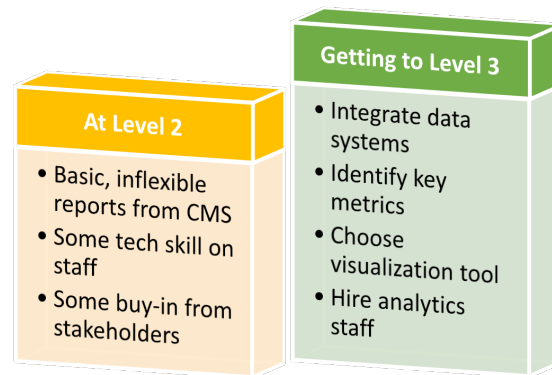 At Level 2
• Basic, inflexible
reports from CMS
• Some tech skill on
staff
• Some buy-in from
stakeholders
Getting to Level 3
• Integrate data
systems
• Identify key
metrics
• Choose
visualization tool
• Hire analytics
staff